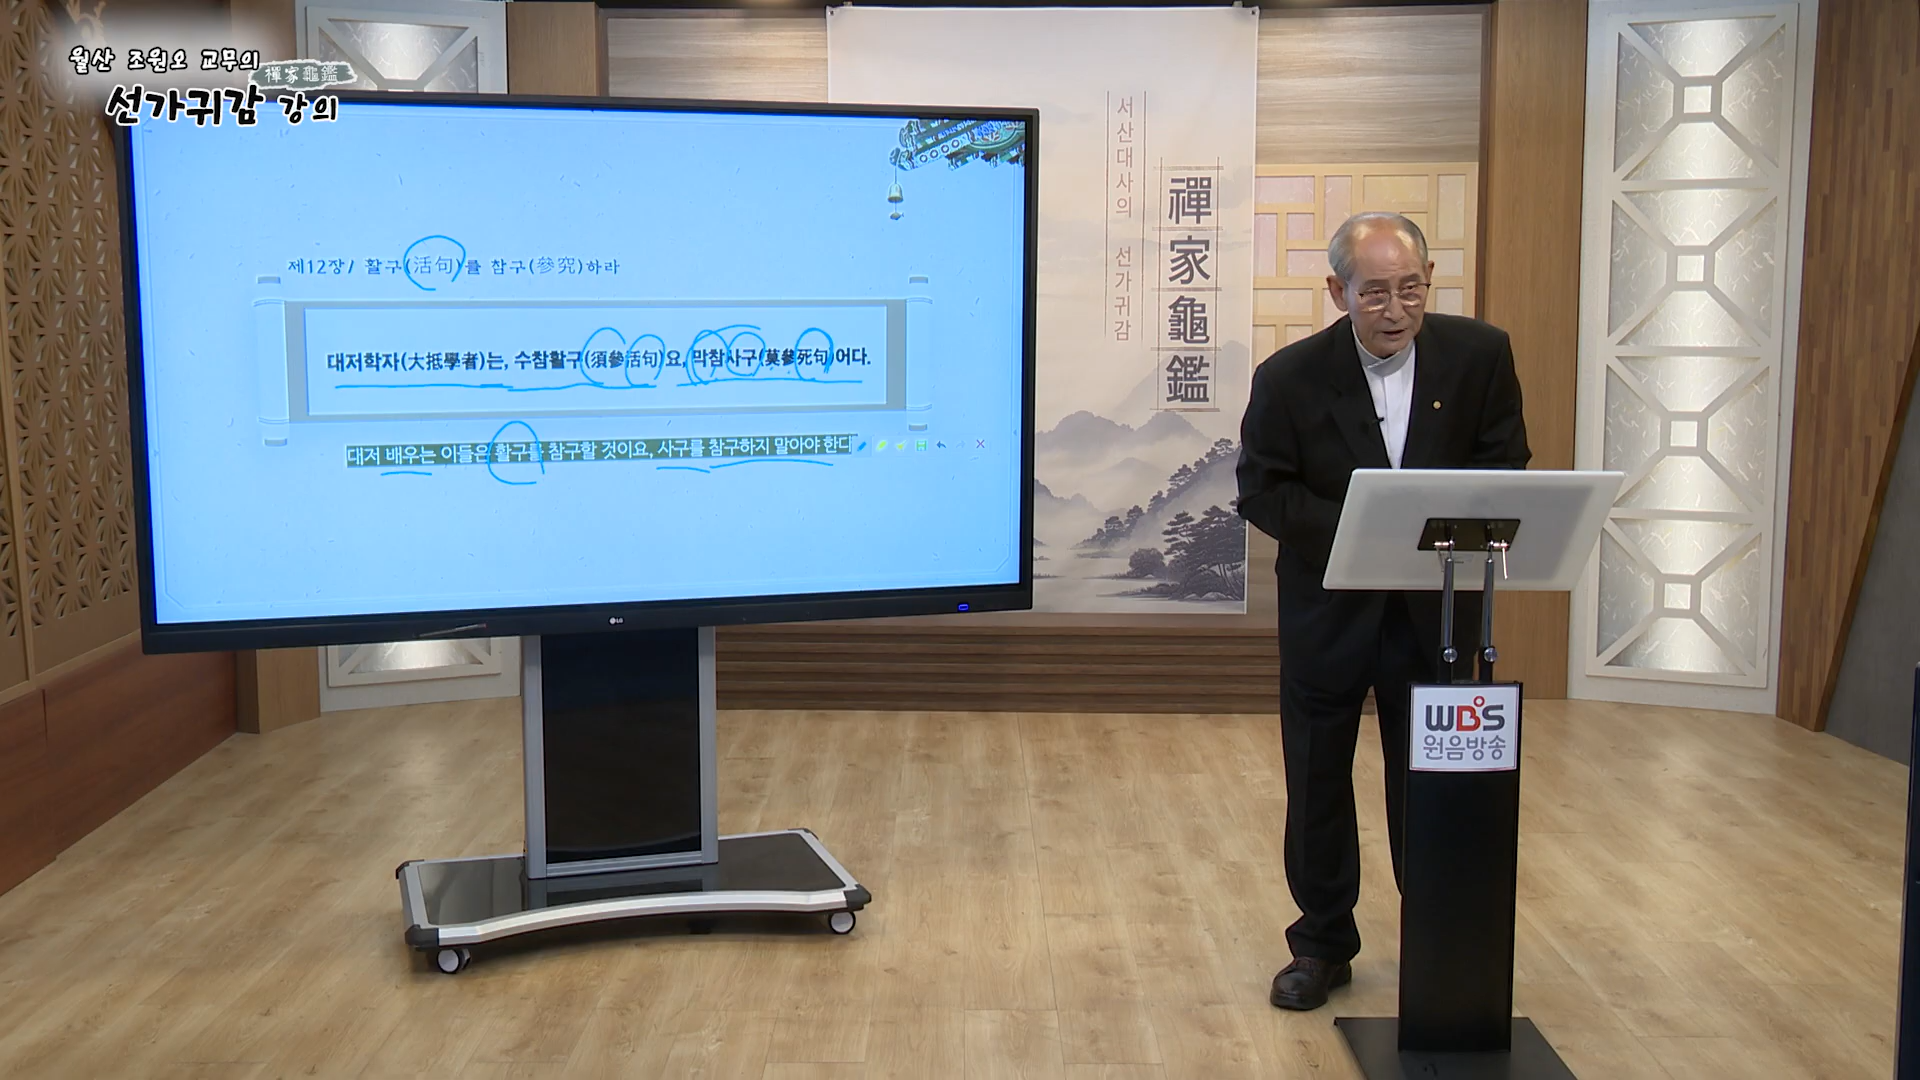 월산 조원오 교무의
禪家龜鑑
선가귀감 강의
제12장/ 활구(活句)를 참구(參究)하라
대저학자(大抵學者)는, 수참활구(須參活句)요, 막참사구(莫參死句)어다.
대저 배우는 이들은 활구를 참구할 것이요, 사구를 참구하지 말아야 한다
LG
서산대사의 선가귀감
禪家龜鑑
WBS
원음방송